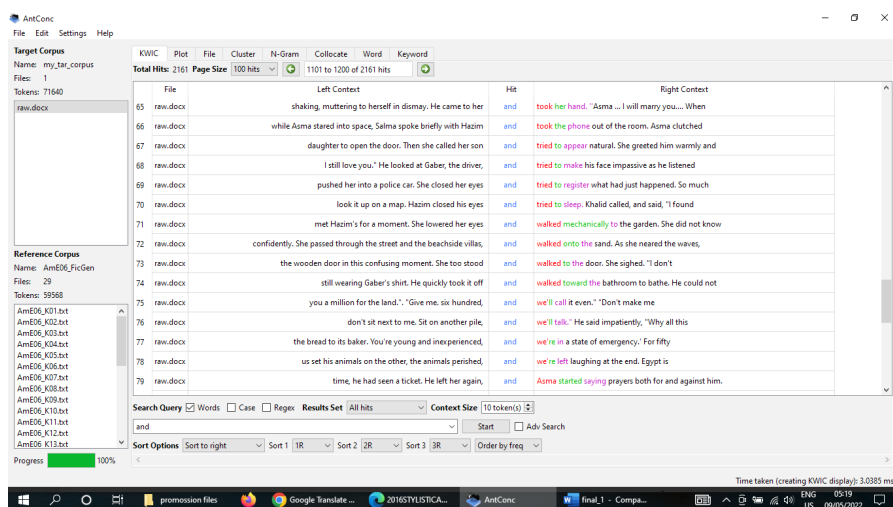 AntConc
File Edit Settings Help
Target Corpus
Name: my_tar_corpus
Files: 1
Tokens: 71640
raw.docx
Reference Corpus
Name: AmE06_FicGen
Files: 29
Tokens: 59568
AmE06_K01.txt
AmE06_K02.txt
AmE06_K03.txt
AmE06_K04.txt
AmE06_K05.txt
AmE06_K06.txt
AmE06_K07.txt
AmE06_K08.txt
AmE06_K09.txt
AmE06_K10.txt
AmE06_K11.txt
AmE06_K12.txt
AmE06_K13.txt
Progress 100%
KWIC Plot File Cluster N-Gram Collocate Word Keyword
Total Hits: 2161 Page Size 100 hits 1101 to 1200 of 2161 hits
File Left Context Hit Right Context
65 raw.docx shaking, muttering to herself in dismay. He came to her and took her hand. "Asma ... I will marry you.... When
66 raw.docx while Asma stared into space, Salma spoke briefly with Hazim and took the phone out of the room. Asma clutched
67 raw.docx daughter to open the door. Then she called her son and tried to appear natural. She greeted him warmly and
68 raw.docx I still love you." He looked at Gaber, the driver, and tried to make his face impassive as he listened
69 raw.docx pushed her into a police car. She closed her eyes and tried to register what had just happened. So much
70 raw.docx look it up on a map. Hazim closed his eyes and tried to sleep. Khalid called, and said, "I found
71 raw.docx met Hazim's for a moment. She lowered her eyes and walked mechanically to the garden. She did not know
72 raw.docx confidently. She passed through the street and the beachside villas, and walked onto the sand. As she neared the waves,
73 raw.docx the wooden door in this confusing moment. She too stood and walked to the door. She sighed. "I don't
74 raw.docx still wearing Gaber's shirt. He quickly took it off and walked toward the bathroom to bathe. He could not
75 raw.docx you a million for the land.". "Give me. six hundred, and we'll call it even." "Don't make me
76 raw.docx don't sit next to me. Sit on another pile, and we'll talk." He said impatiently, "Why all this
77 raw.docx the bread to its baker. You're young and inexperienced, and we're in a state of emergency.' For fifty
78 raw.docx us set his animals on the other, the animals perished, and we're left laughing at the end. Egypt is
79 raw.docx time, he had seen a ticket. He left her again, and Asma started saying prayers both for and against him.
Search Query Words Case Regex Results Set All hits Context Size 10 token(s)
and Start Adv Search
Sort Options Sort to right Sort 1 1R Sort 2 2R Sort 3 3R Order by freq
Time taken (creating KWIC display): 3.0385 ms
promossion files Google Translate ... 2016STYLISTICA... AntConc final_1 - Compa... ENG 05:19
US 09/05/2022